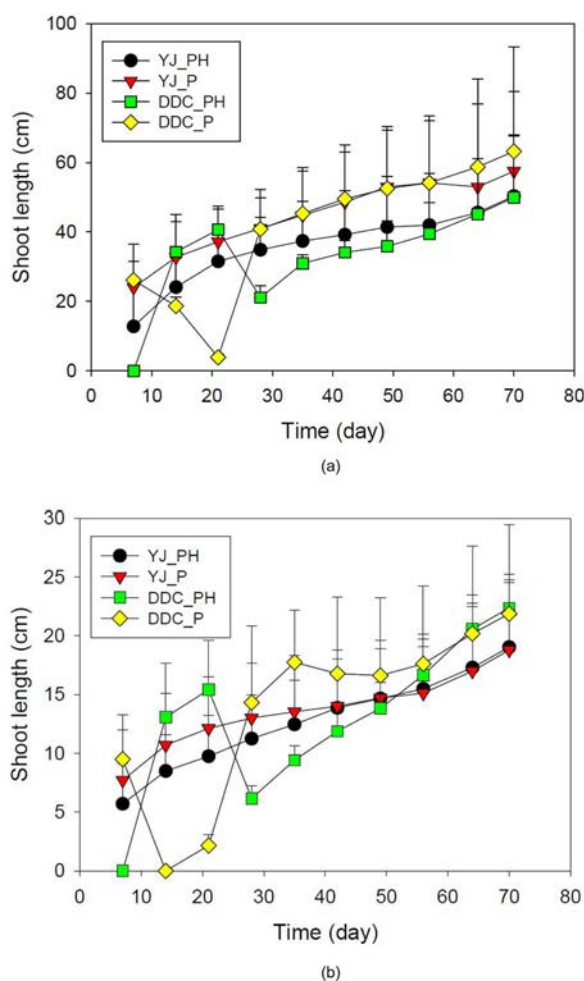 100
80
60
40
20
0
Shoot length (cm)
YJ_PH
YJ_P
DDC_PH
DDC_P
0 10 20 30 40 50 60 70 80
Time (day)
(a)
30
25
20
15
10
5
0
Shoot length (cm)
YJ_PH
YJ_P
DDC_PH
DDC_P
0 10 20 30 40 50 60 70 80
Time (day)
(b)